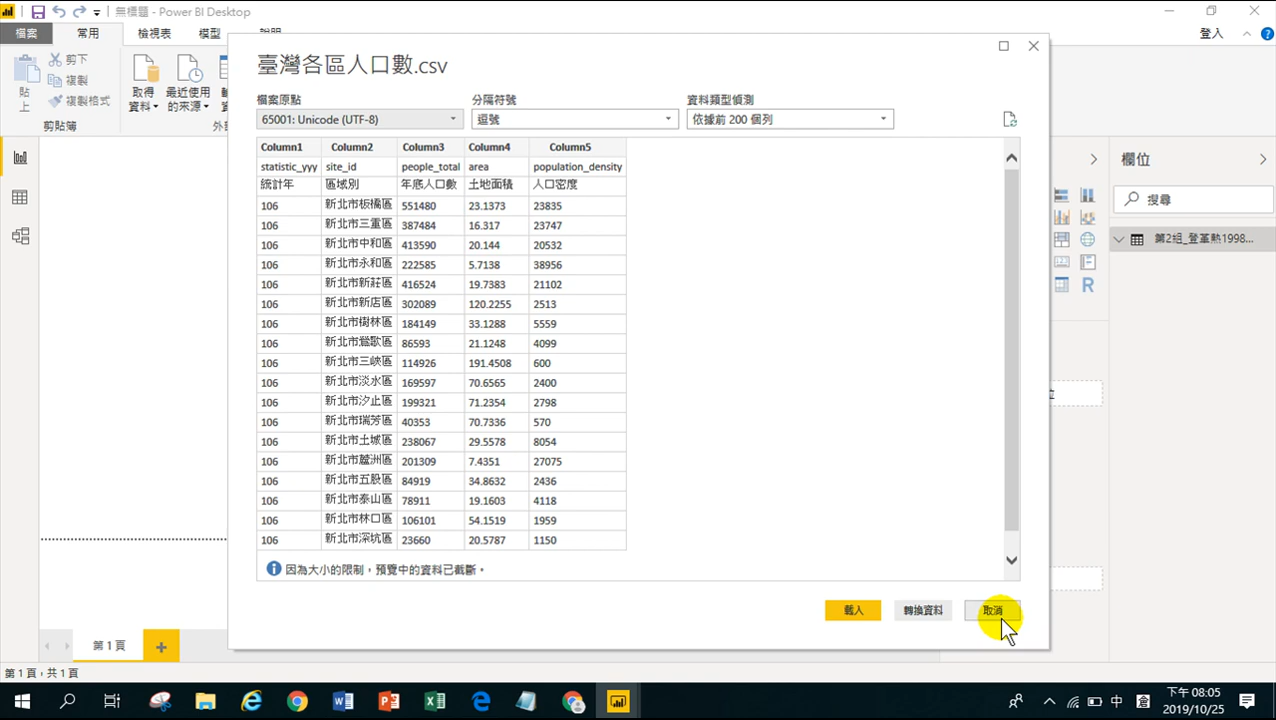 無標題 - Power BI Desktop
檔案 常用 檢視表 模型 說明 登入
貼上 剪下
複製
複製格式
剪貼簿
取得資料 最近使用的來源
臺灣各區人口數.csv
檔案原點 分隔符號 資料類型偵測
65001: Unicode (UTF-8) 逗號 依據前 200 個列
Column1 Column2 Column3 Column4 Column5
statistic_yyy site_id people_total area population_density
統計年 區域別 年底人口數 土地面積 人口密度
106 新北市板橋區 551480 23.1373 23835
106 新北市三重區 387484 16.317 23747
106 新北市中和區 413590 20.144 20532
106 新北市永和區 222585 5.7138 38956
106 新北市新莊區 416524 19.7383 21102
106 新北市新店區 302089 120.2255 2513
106 新北市樹林區 184149 33.1288 5559
106 新北市鶯歌區 86593 21.1248 4099
106 新北市三峽區 114926 191.4508 600
106 新北市淡水區 169597 70.6565 2400
106 新北市汐止區 199321 71.2354 2798
106 新北市瑞芳區 40353 70.7336 570
106 新北市土城區 238067 29.5578 8054
106 新北市蘆洲區 201309 7.4351 27075
106 新北市五股區 84919 34.8632 2436
106 新北市泰山區 78911 19.1603 4118
106 新北市林口區 106101 54.1519 1959
106 新北市深坑區 23660 20.5787 1150
因為大小的限制，預覽中的資料已截斷。
載入 轉換資料 取消
欄位
搜尋
第2組_登革熱1998...
R
第 1 頁
第 1 頁，共 1 頁
中 倉 下午 08:05
2019/10/25